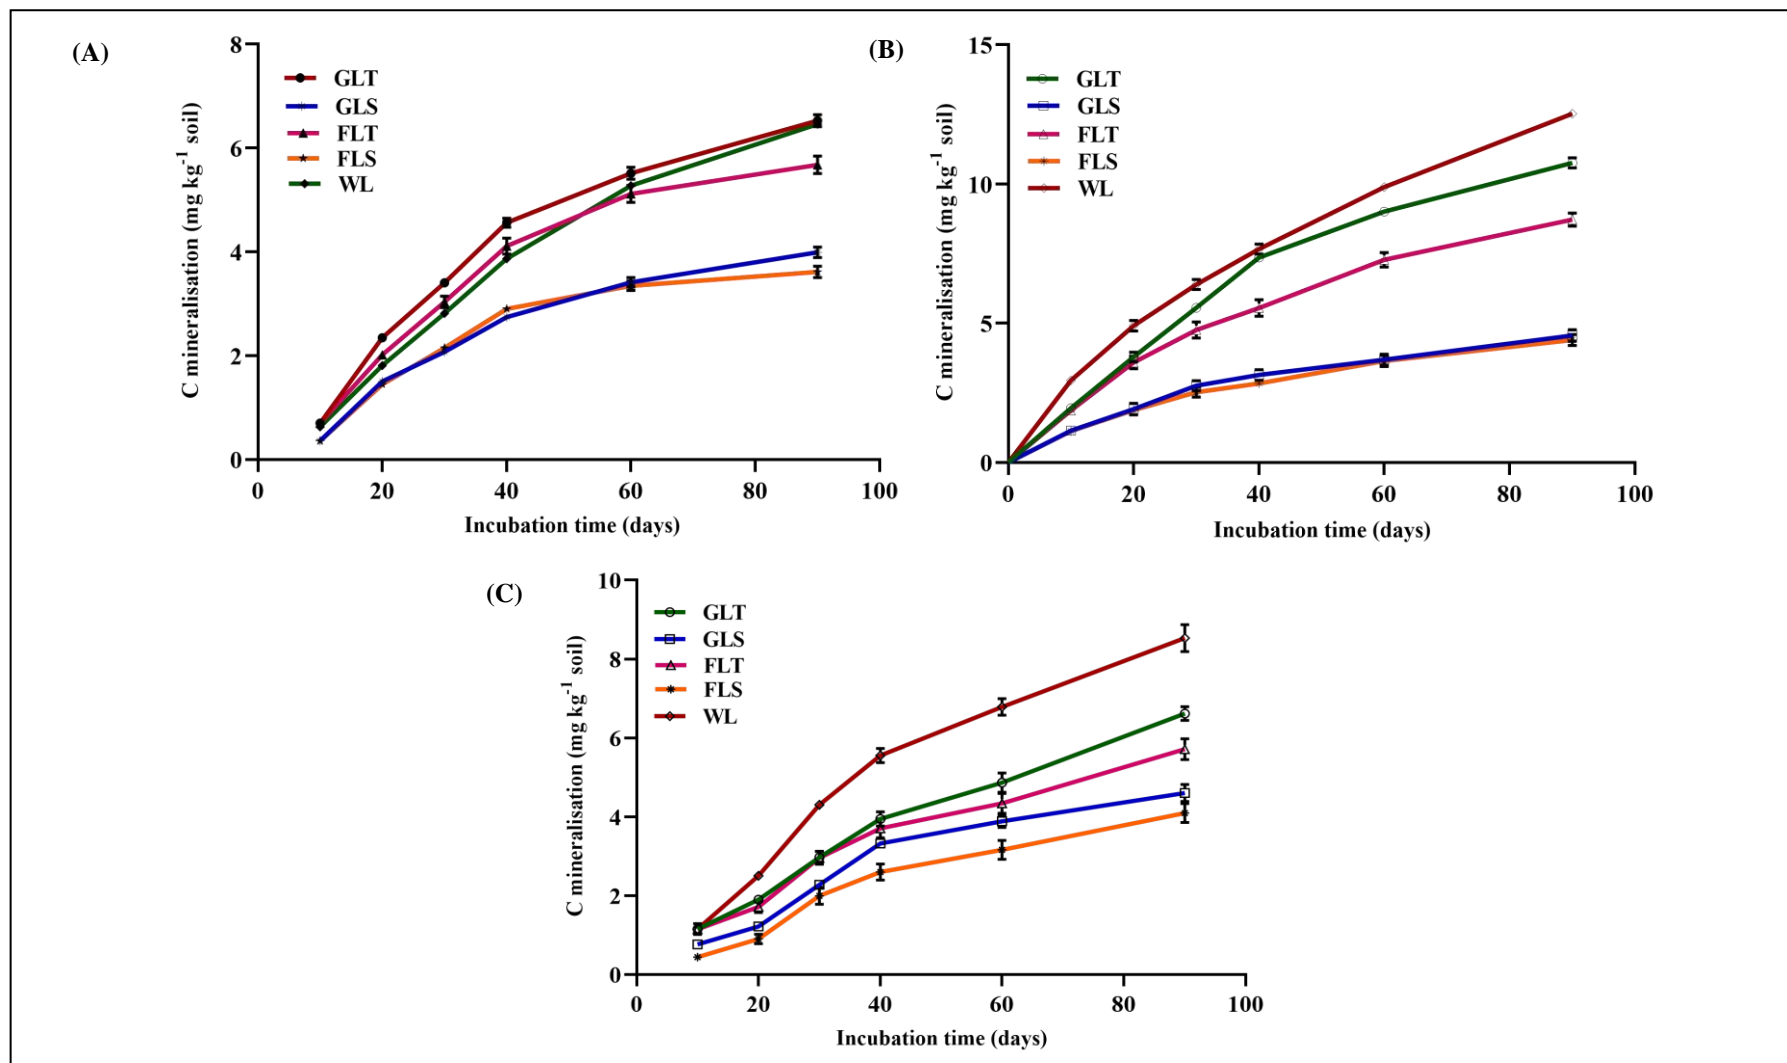 (A)
8
6
4
2
0
0 20 40 60 80 100
C mineralisation (mg kg⁻¹ soil)
Incubation time (days)
GLT
GLS
FLT
FLS
WL
(B)
15
10
5
0
0 20 40 60 80 100
C mineralisation (mg kg⁻¹ soil)
Incubation time (days)
GLT
GLS
FLT
FLS
WL
(C)
10
8
6
4
2
0
0 20 40 60 80 100
C mineralisation (mg kg⁻¹ soil)
Incubation time (days)
GLT
GLS
FLT
FLS
WL